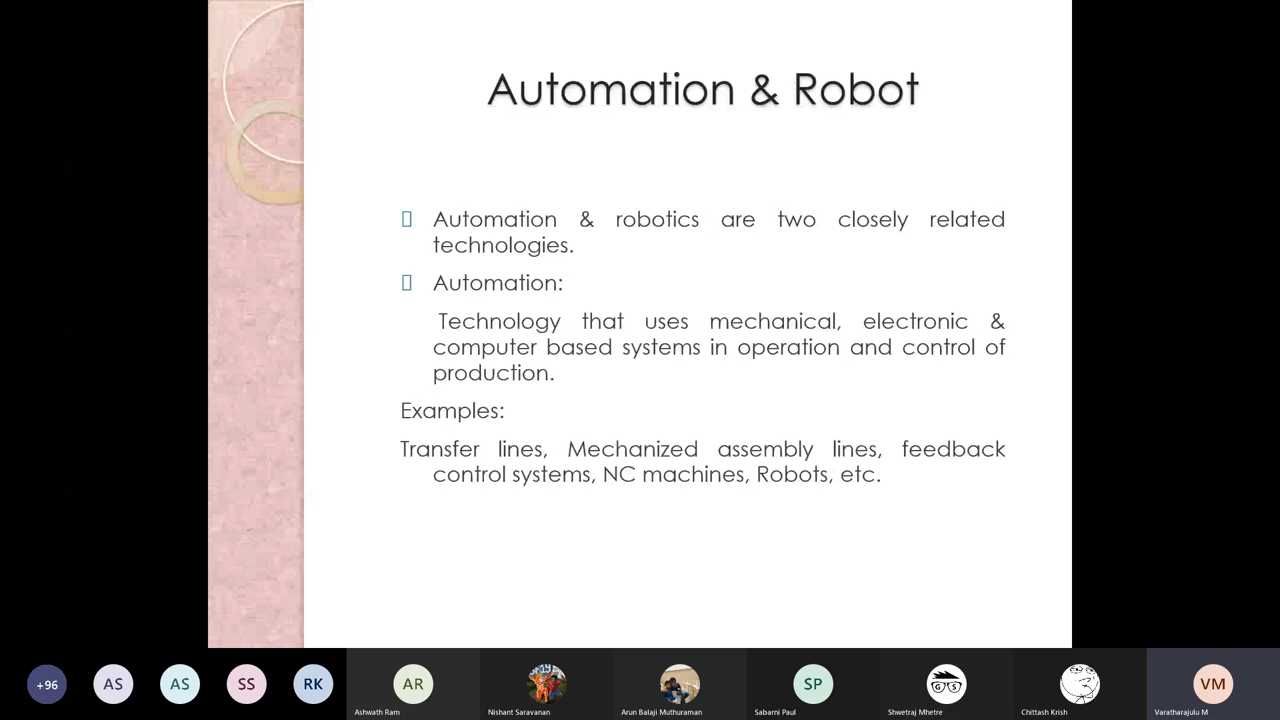 Automation & Robot
Automation & robotics are two closely related
technologies.
Automation:
Technology that uses mechanical, electronic &
computer based systems in operation and control of
production.
Examples:
Transfer lines, Mechanized assembly lines, feedback
control systems, NC machines, Robots, etc.
+96
AS
AS
SS
RK
AR
SP
VM
Ashwath Ram
Nishant Saravanan
Arun Balaji Muthuraman
Sabarni Paul
Shwetraj Mhetre
Chittash Krish
Varatharajulu M